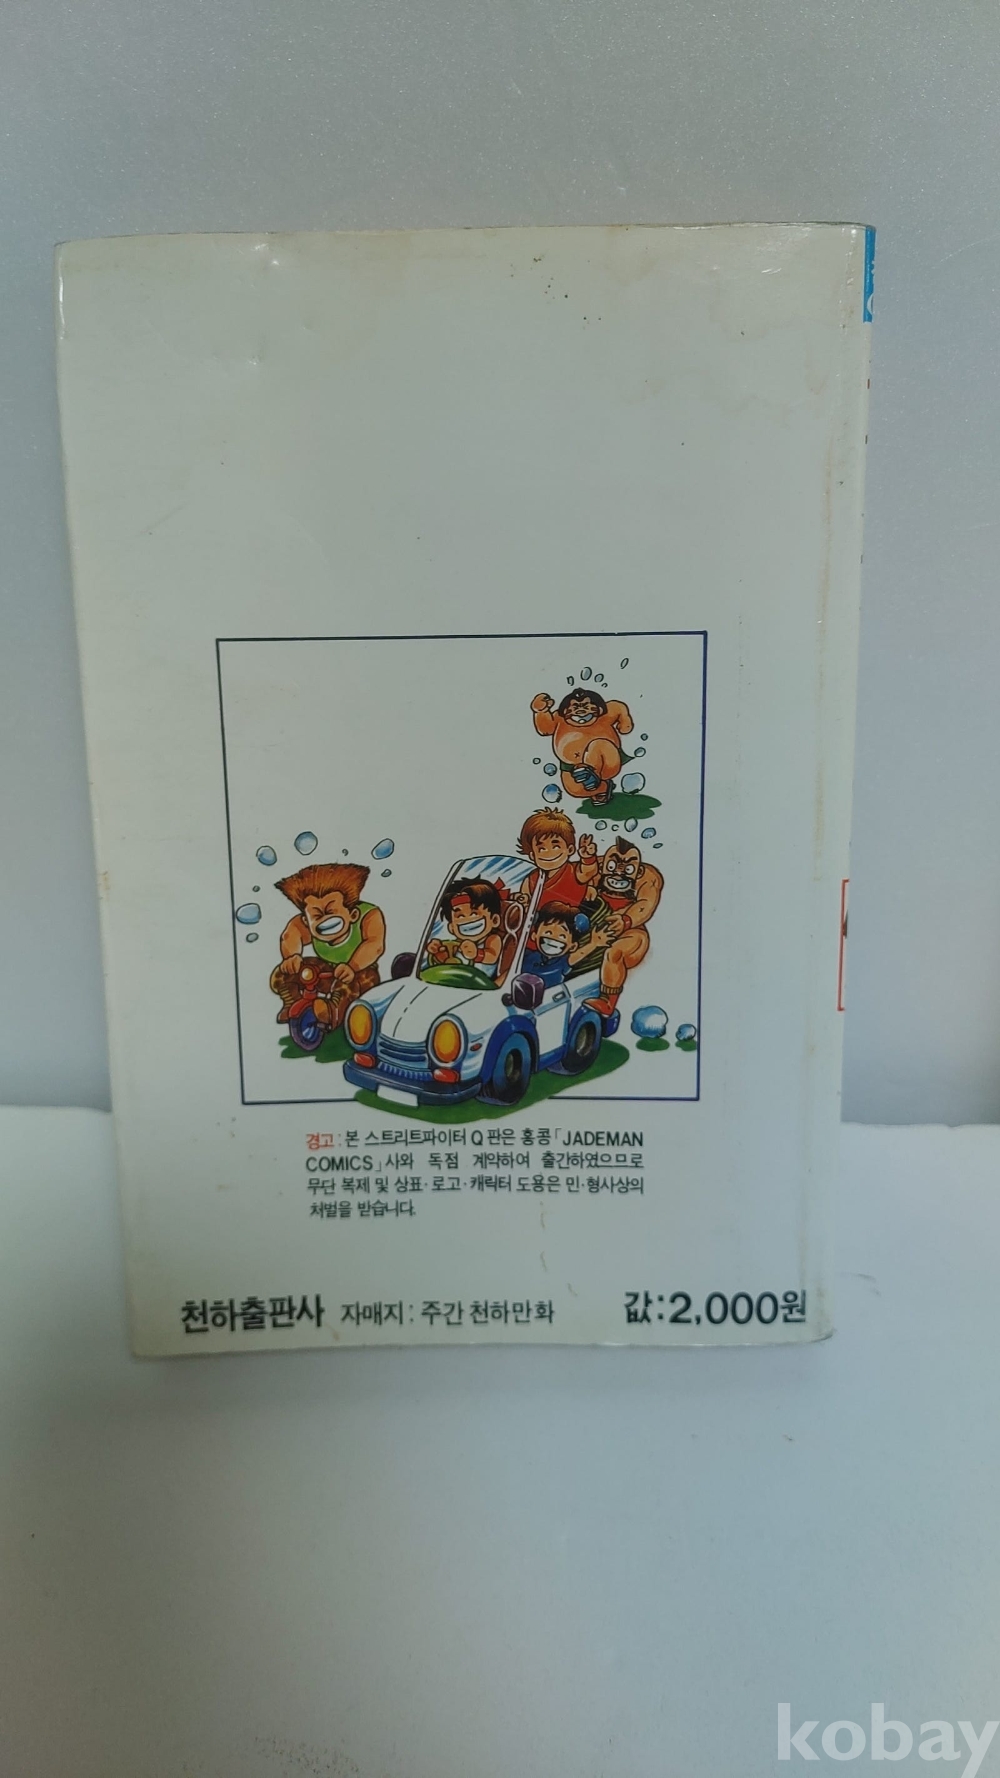 경고: 본 스트리트파이터 Q 판은 홍콩「JADEMAN
COMICS」사와 독점 계약하여 출간하였으므로
무단 복제 및 상표·로고·캐릭터 도용은 민·형사상의
처벌을 받습니다.
천하출판사 자매지: 주간 천하만화 값:2,000원
kobay